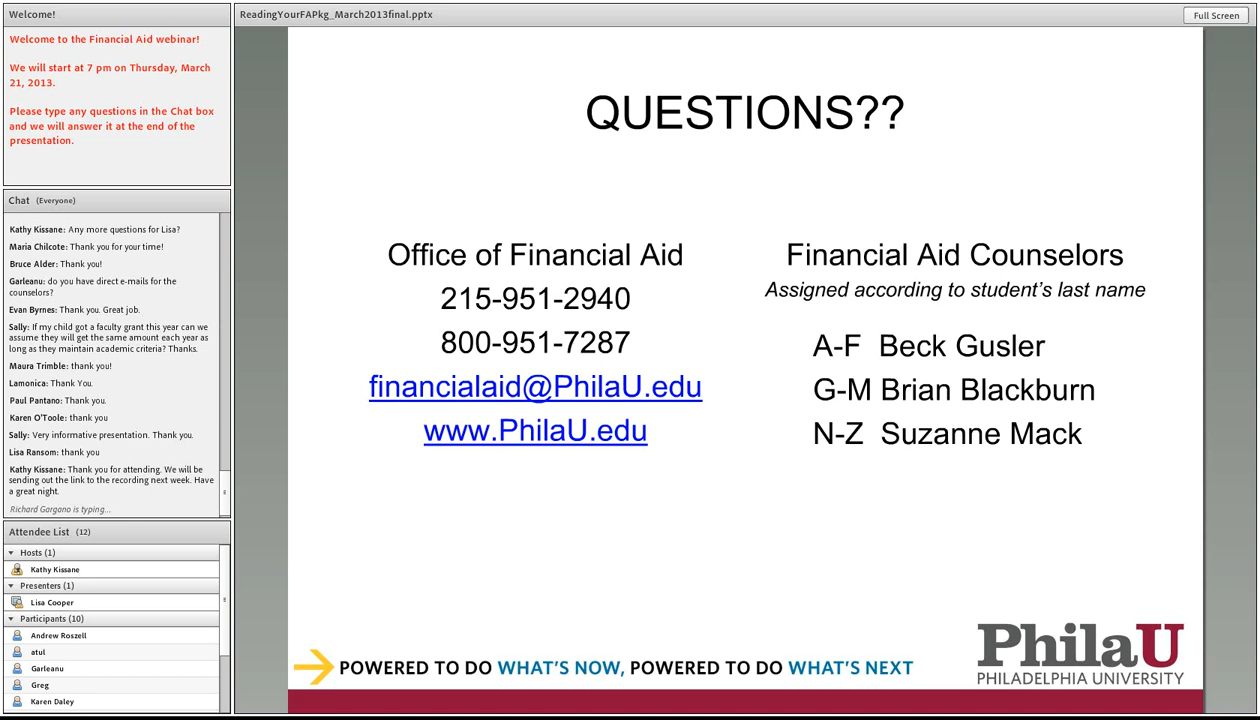 Welcome!
Welcome to the Financial Aid webinar!
We will start at 7 pm on Thursday, March
21, 2013.
Please type any questions in the Chat box
and we will answer it at the end of the
presentation.
Chat (Everyone)
Kathy Kissane: Any more questions for Lisa?
Maria Chilcote: Thank you for your time!
Bruce Alder: Thank you!
Garleanu: do you have direct e-mails for the
counselors?
Evan Byrnes: Thank you. Great job.
Sally: If my child got a faculty grant this year can we
assume they will get the same amount each year as
long as they maintain academic criteria? Thanks.
Maura Trimble: thank you!
Lamonica: Thank You.
Paul Pantano: Thank you.
Karen O'Toole: thank you
Sally: Very informative presentation. Thank you.
Lisa Ransom: thank you
Kathy Kissane: Thank you for attending. We will be
sending out the link to the recording next week. Have
a great night.
Richard Gargano is typing...
Attendee List (12)
Hosts (1)
Kathy Kissane
Presenters (1)
Lisa Cooper
Participants (10)
Andrew Roszell
atul
Garleanu
Greg
Karen Daley
ReadingYourFAPkg_March2013final.pptx
Full Screen
QUESTIONS??
Office of Financial Aid
215-951-2940
800-951-7287
financialaid@PhilaU.edu
www.PhilaU.edu
Financial Aid Counselors
Assigned according to student's last name
A-F Beck Gusler
G-M Brian Blackburn
N-Z Suzanne Mack
POWERED TO DO WHAT'S NOW, POWERED TO DO WHAT'S NEXT
PhilaU
PHILADELPHIA UNIVERSITY